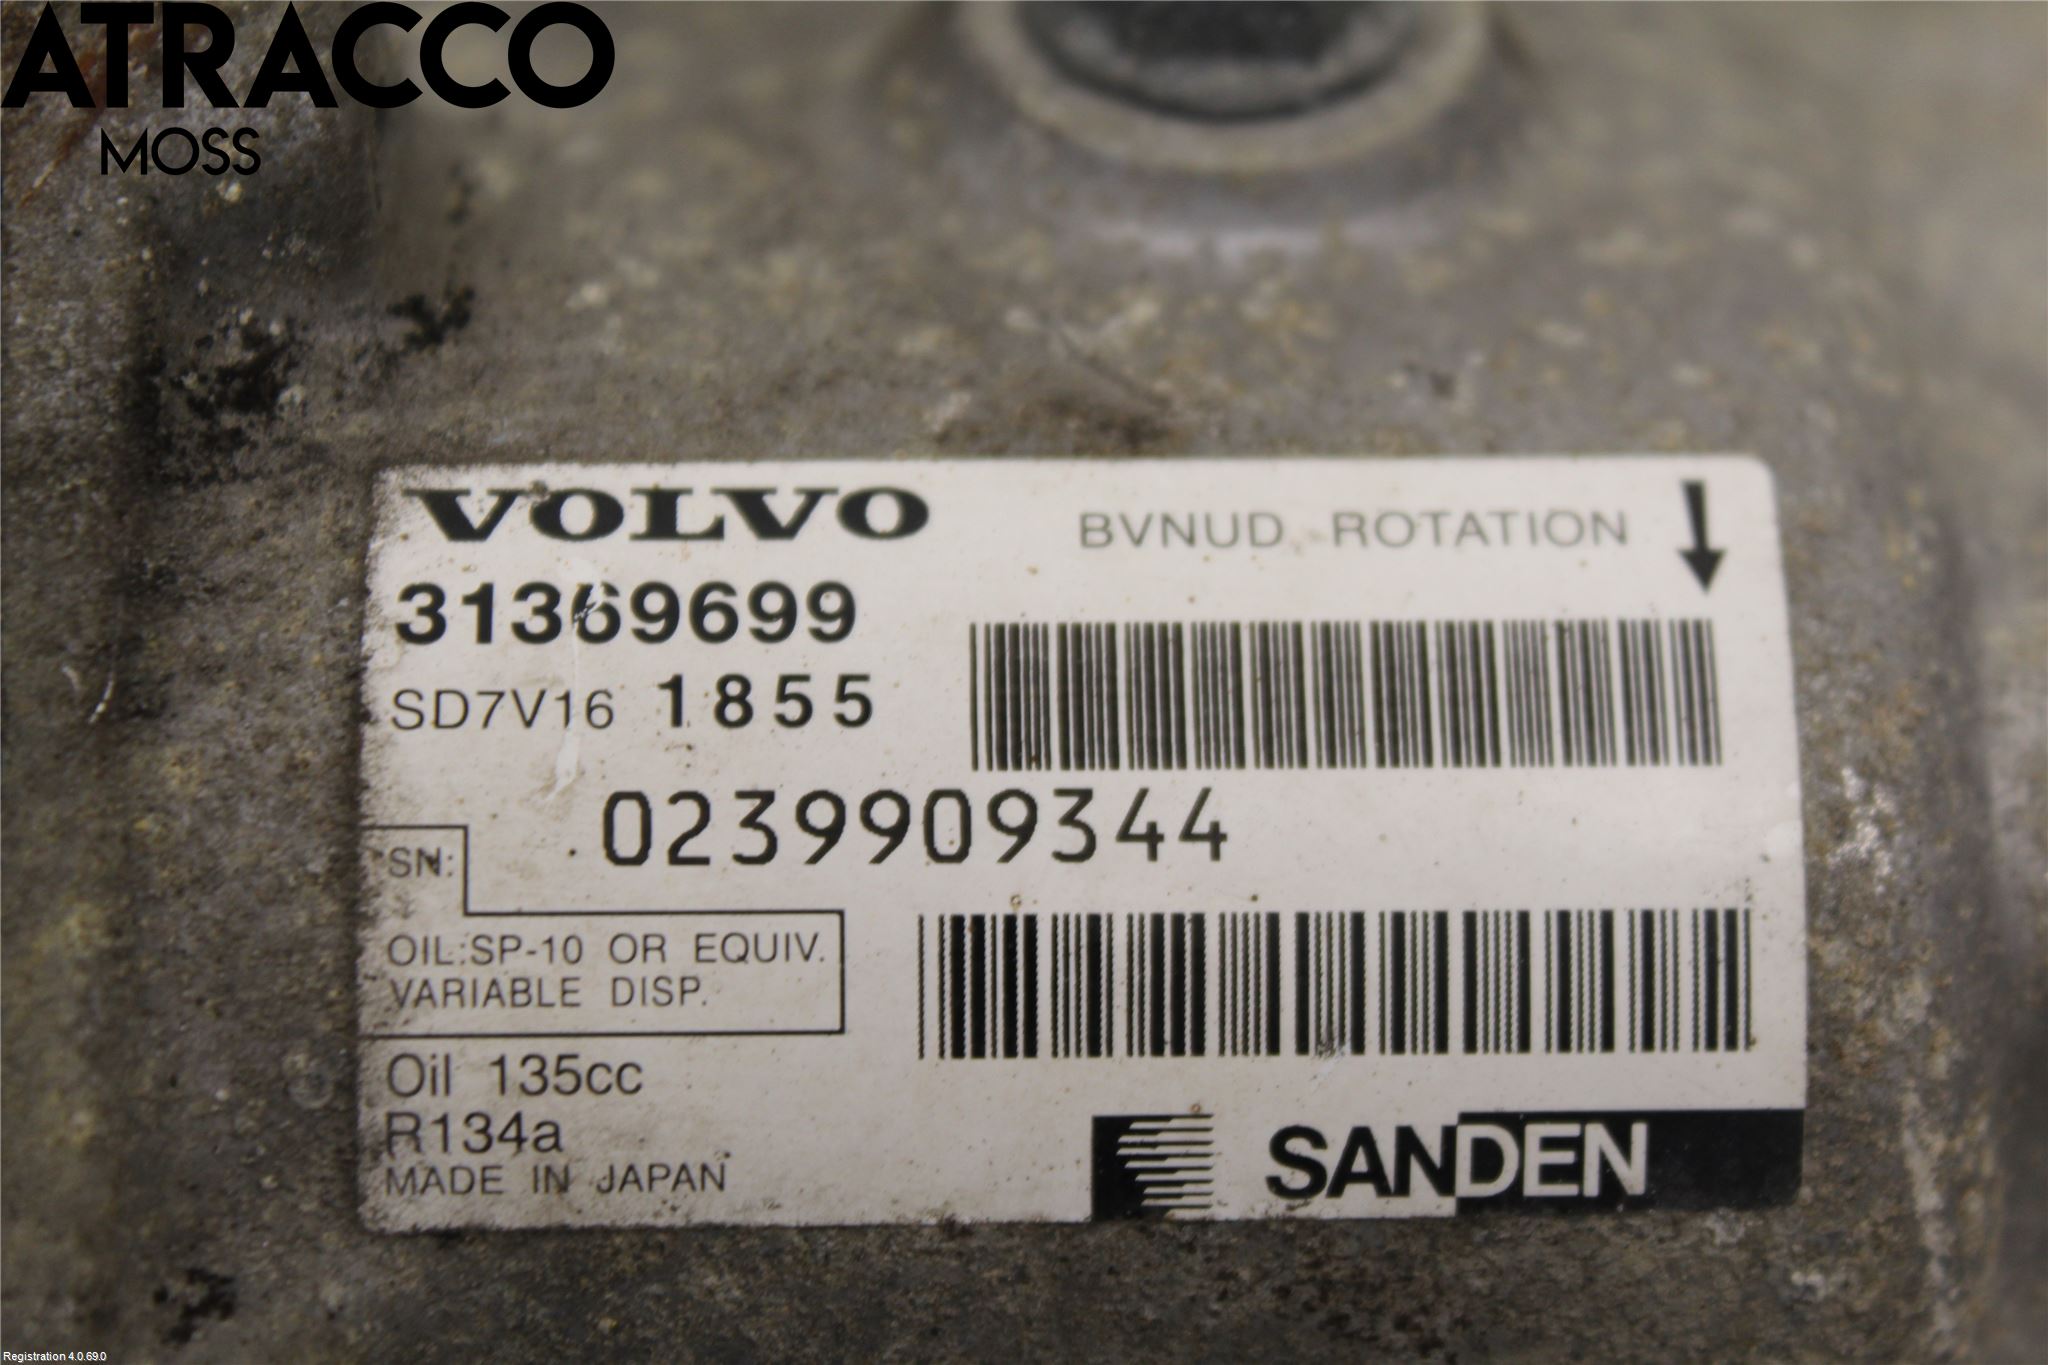 ATRACCO
MOSS
VOLVO BVNUD ROTATION
31369699
SD7V16 1855
0239909344
SN:
OIL:SP-10 OR EQUIV.
VARIABLE DISP.
Oil 135cc
R134a
MADE IN JAPAN
SANDEN
Registration 4.0.69.0